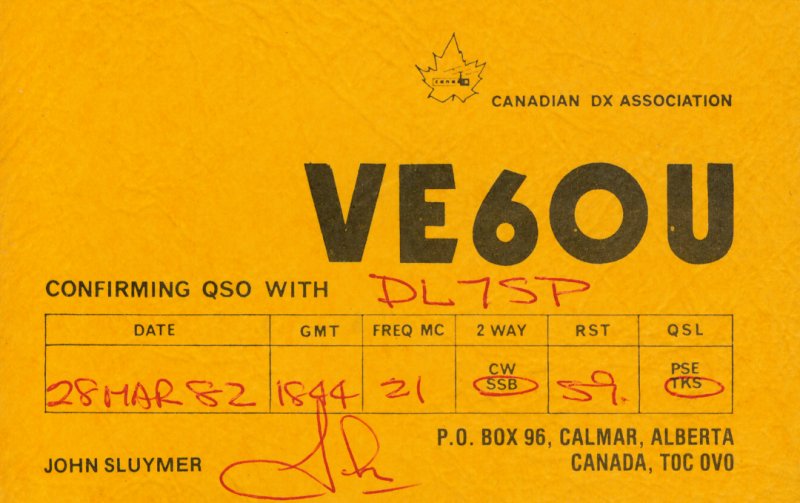 canad
CANADIAN DX ASSOCIATION
VE6OU
CONFIRMING QSO WITH DL7SP
DATE GMT FREQ MC 2 WAY RST QSL
28 MAR 82 1844 21 CW SSB 59. PSE TKS
JOHN SLUYMER
P.O. BOX 96, CALMAR, ALBERTA
CANADA, TOC OVO